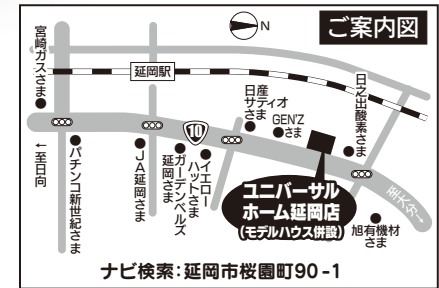 ご案内図
N
宮崎ガスさま
延岡駅
日産
サティオ
さま
GEN'Z
さま
日之出酸素さま
10
←至日向
パチンコ新世紀さま
JA延岡さま
ガーデンベルズ
延岡さま
イエロー
ハットさま
ユニバーサル
ホーム延岡店
(モデルハウス併設)
至大分→
旭有機材
さま
ナビ検索:延岡市桜園町90-1